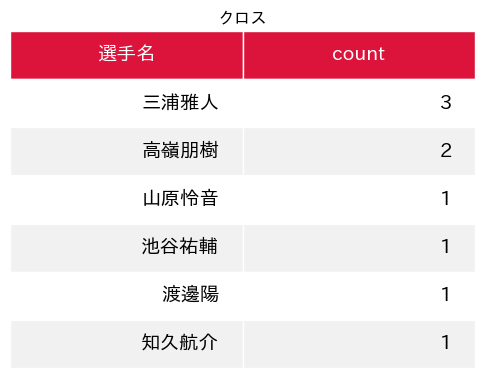 クロス
選手名 count
三浦雅人 3
高嶺朋樹 2
山原怜音 1
池谷祐輔 1
渡邊陽 1
知久航介 1